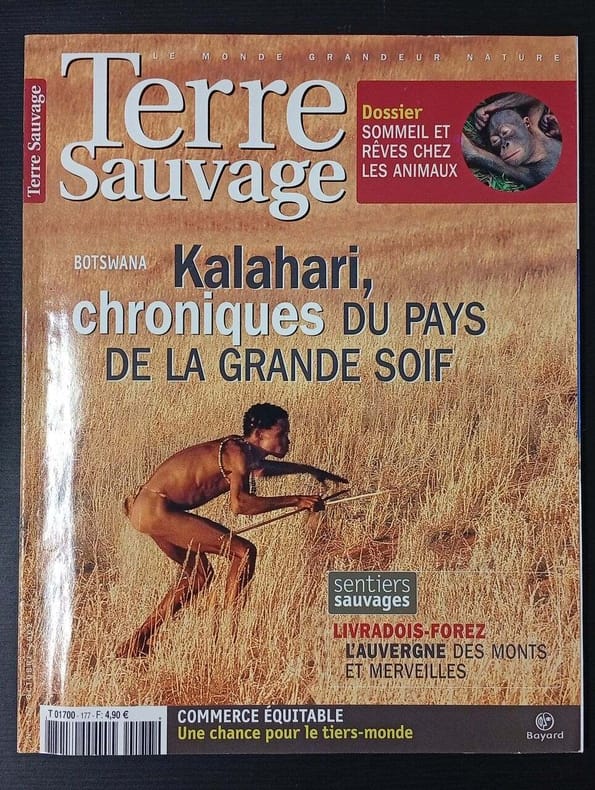 LE MONDE GRANDEUR NATURE
Terre
Sauvage
Terre Sauvage
Dossier
SOMMEIL ET
RÊVES CHEZ
LES ANIMAUX
BOTSWANA
Kalahari,
chroniques DU PAYS
DE LA GRANDE SOIF
sentiers
sauvages
LIVRADOIS-FOREZ
L'AUVERGNE DES MONTS
ET MERVEILLES
T 01700 - 177 - F: 4,90 €
COMMERCE ÉQUITABLE
Une chance pour le tiers-monde
Bayard